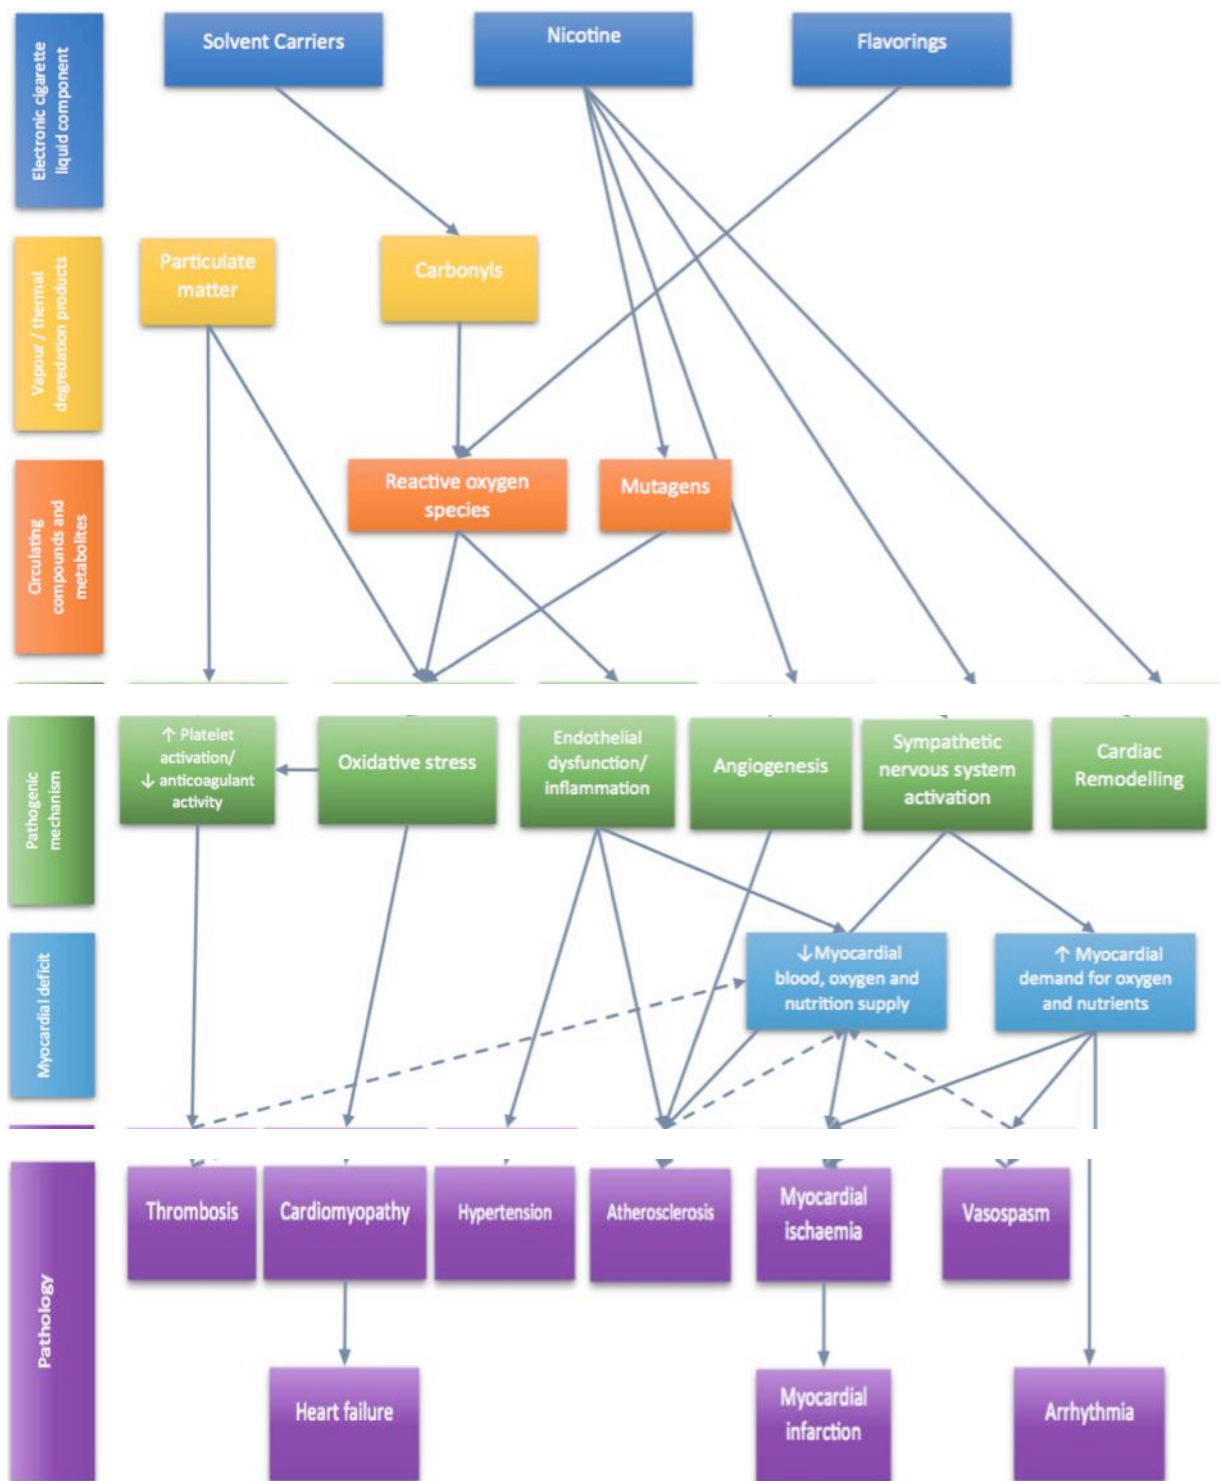 Electronic cigarette
liquid component
Solvent Carriers
Nicotine
Flavorings
Vapour / thermal
degredation products
Particulate
matter
Carbonyls
Circulating
compounds and
metabolites
Reactive oxygen
species
Mutagens
Pathogenic
mechanism
↑ Platelet
activation/
↓ anticoagulant
activity
Oxidative stress
Endothelial
dysfunction/
inflammation
Angiogenesis
Sympathetic
nervous system
activation
Cardiac
Remodelling
Myocardial deficit
↓Myocardial
blood, oxygen and
nutrition supply
↑ Myocardial
demand for oxygen
and nutrients
Pathology
Thrombosis
Cardiomyopathy
Hypertension
Atherosclerosis
Myocardial
ischaemia
Vasospasm
Heart failure
Myocardial
infarction
Arrhythmia